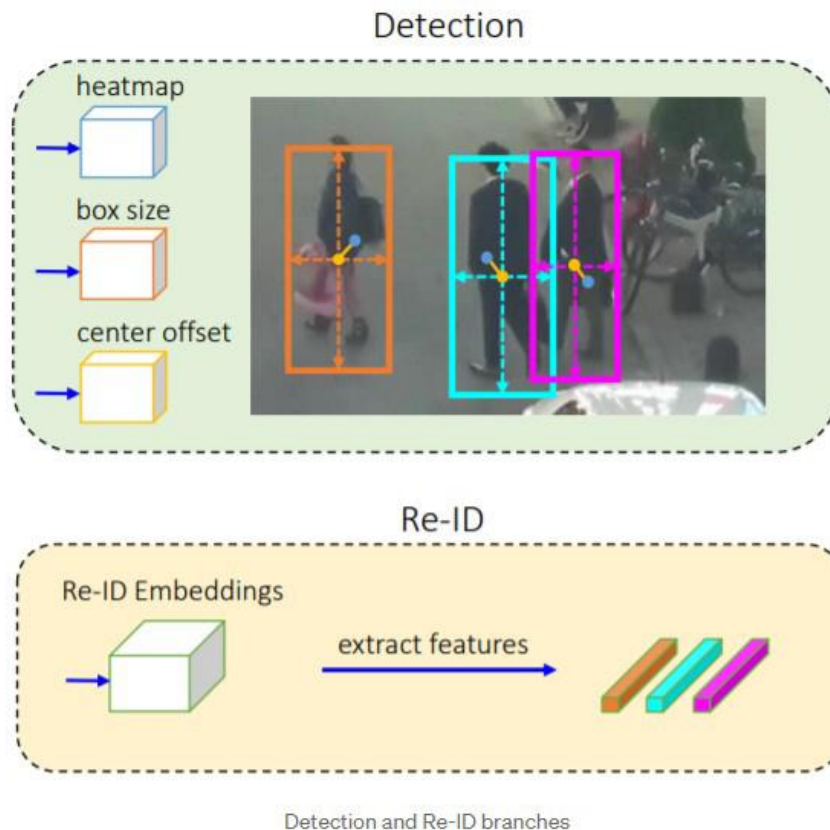 Detection
heatmap
box size
center offset
Re-ID
Re-ID Embeddings
extract features
Detection and Re-ID branches